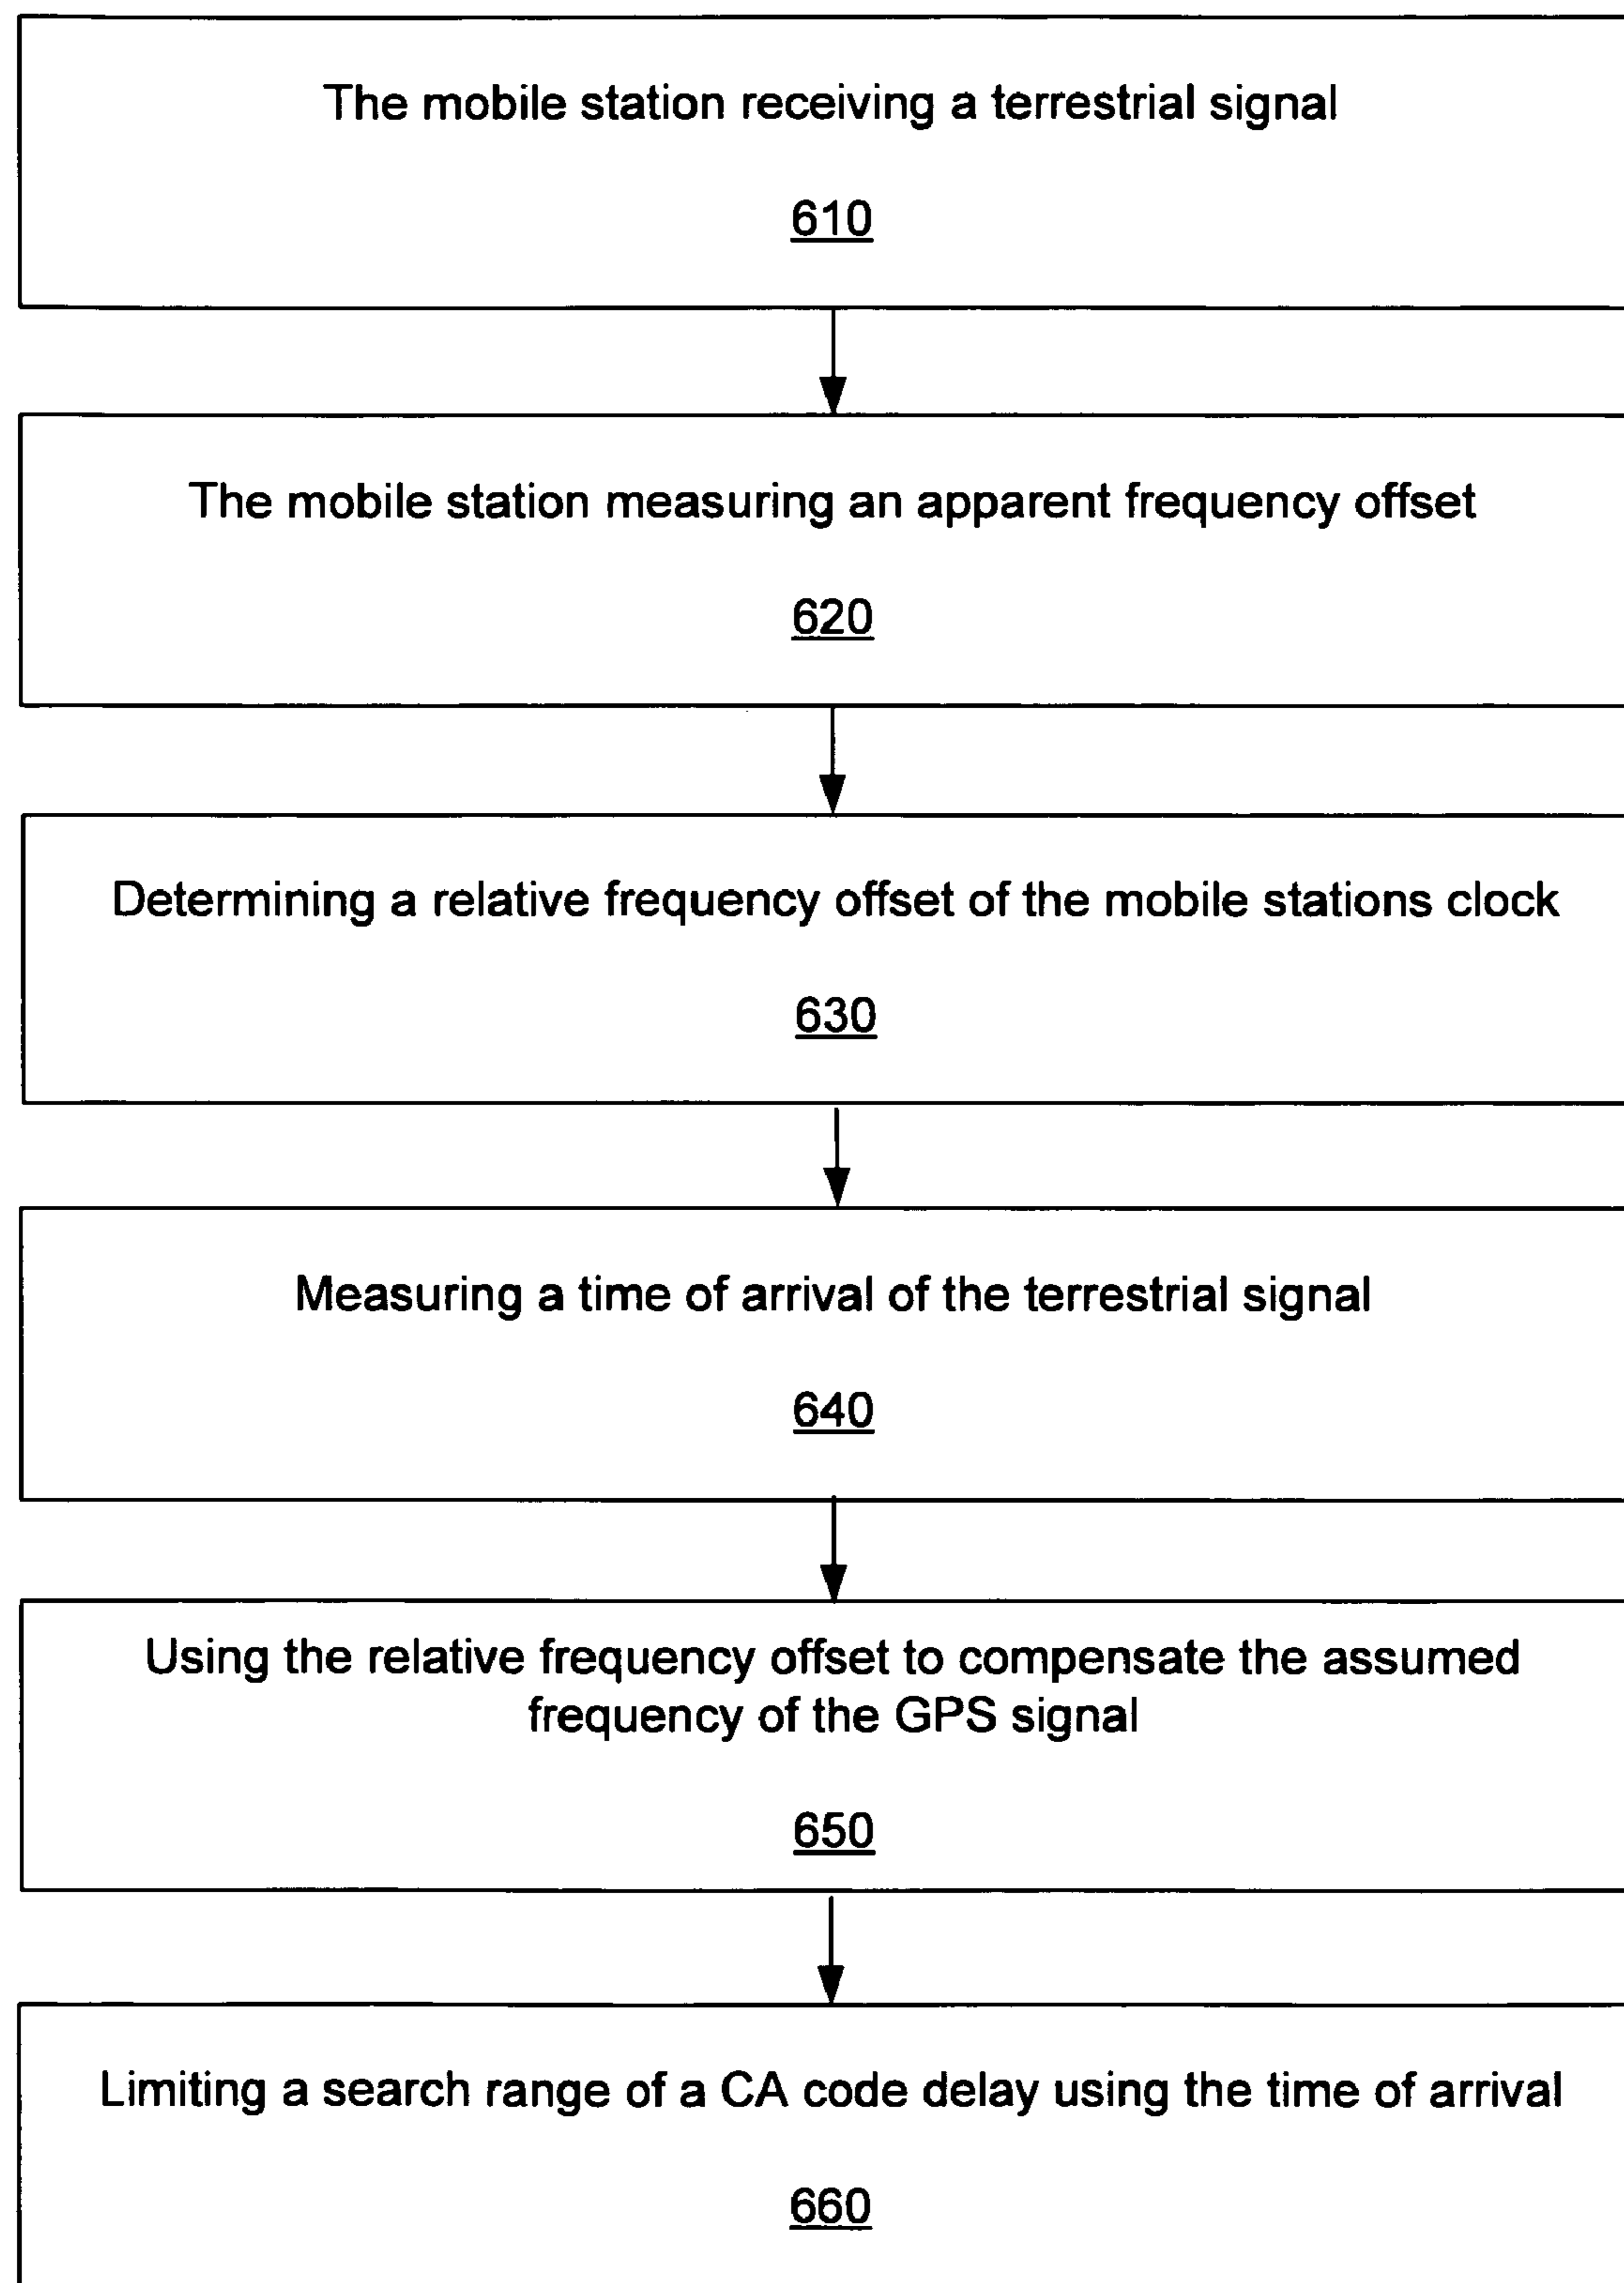 The mobile station receiving a terrestrial signal
610
The mobile station measuring an apparent frequency offset
620
Determining a relative frequency offset of the mobile stations clock
630
Measuring a time of arrival of the terrestrial signal
640
Using the relative frequency offset to compensate the assumed
frequency of the GPS signal
650
Limiting a search range of a CA code delay using the time of arrival
660